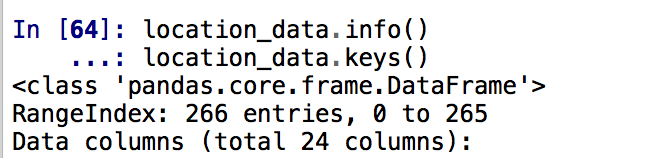 In [64]: location_data.info()
...: location_data.keys()
<class 'pandas.core.frame.DataFrame'>
RangeIndex: 266 entries, 0 to 265
Data columns (total 24 columns):